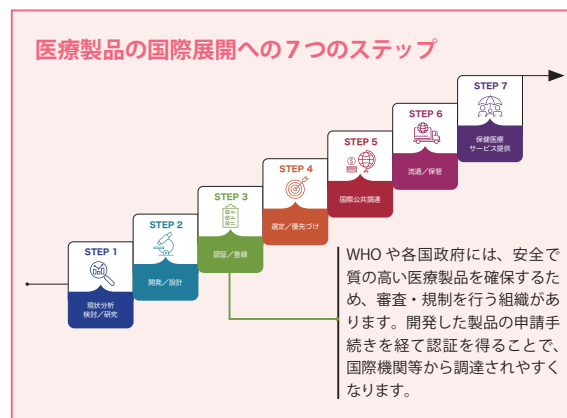 医療製品の国際展開への７つのステップ
STEP 1
現状分析
検討／研究
STEP 2
開発／設計
STEP 3
認証／登録
STEP 4
選定／優先づけ
STEP 5
国際公共調達
STEP 6
流通／保管
STEP 7
保健医療
サービス提供
WHO や各国政府には、安全で
質の高い医療製品を確保するた
め、審査・規制を行う組織があ
ります。開発した製品の申請手
続きを経て認証を得ることで、
国際機関等から調達されやすく
なります。